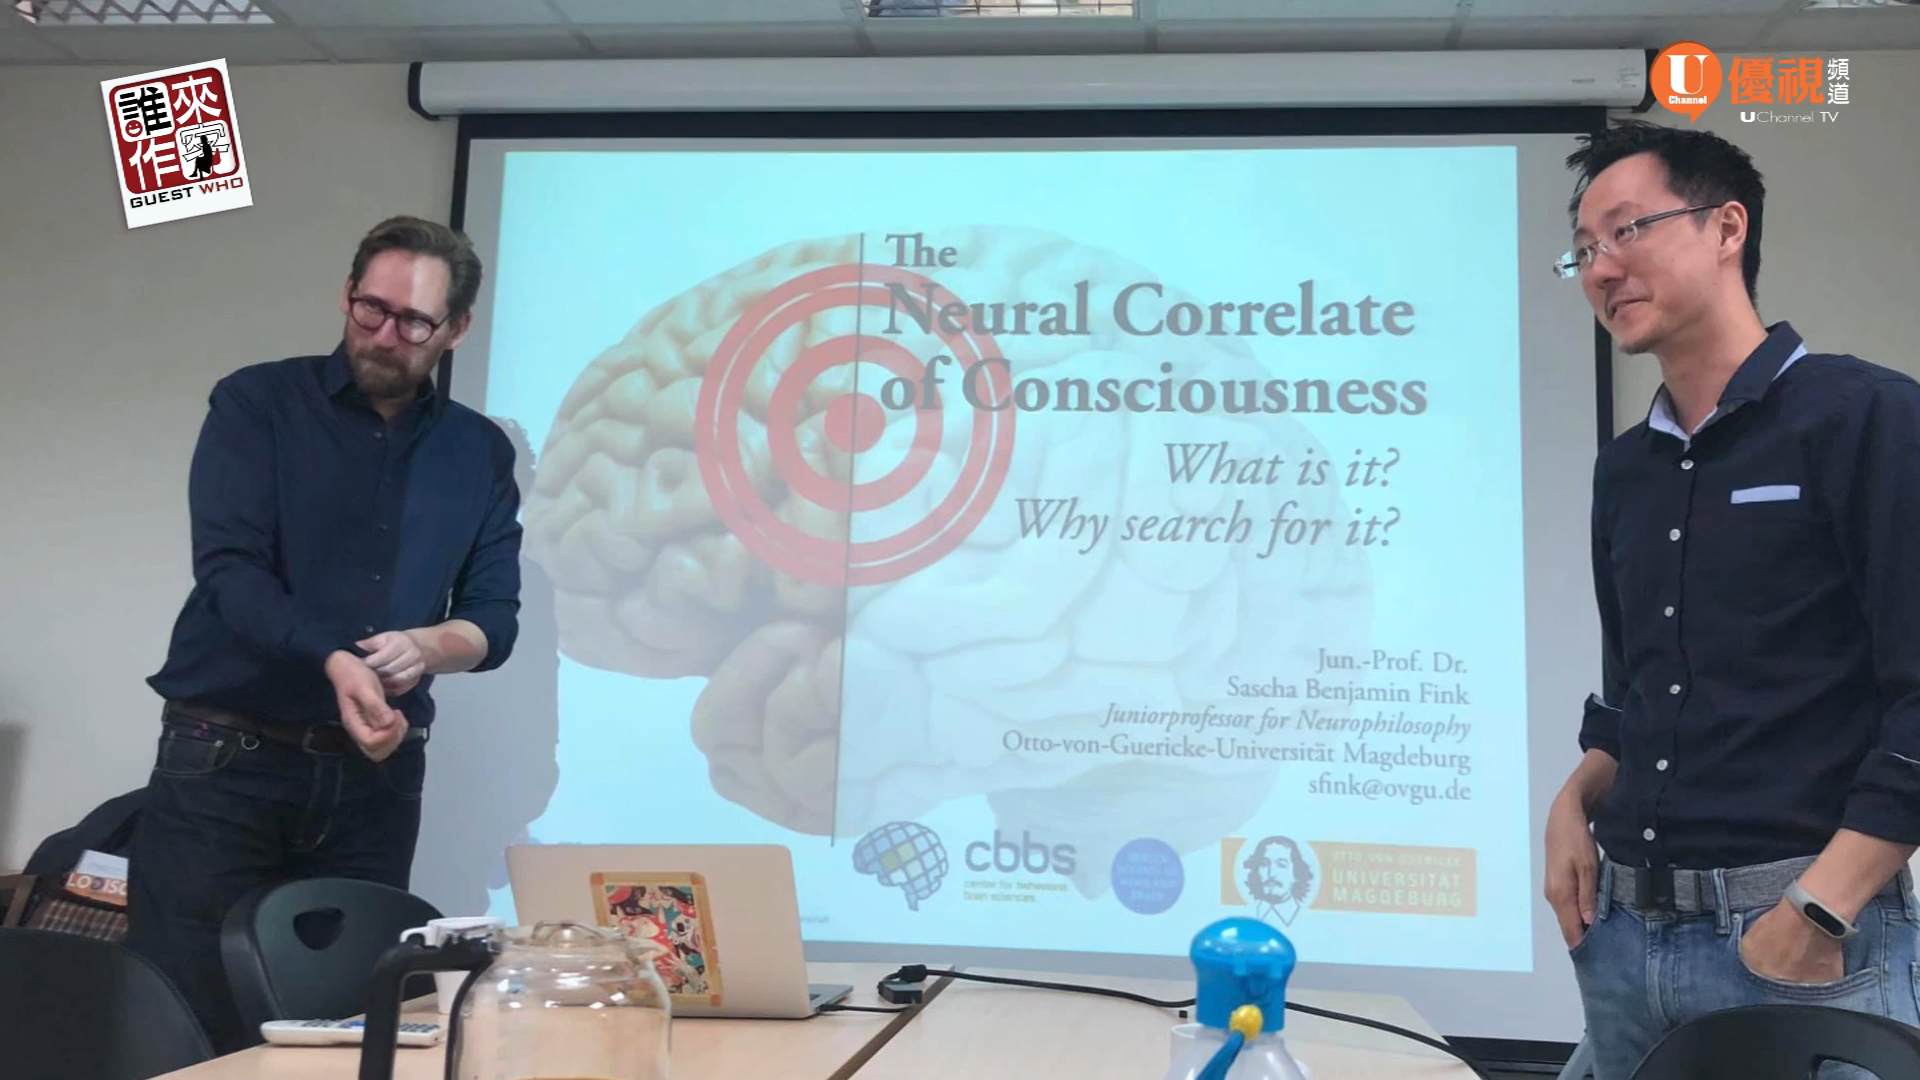 誰來
作客
GUEST WHO
U
Channel
優視頻道
UChannel TV
The
Neural Correlate
of Consciousness
What is it?
Why search for it?
Jun.-Prof. Dr.
Sascha Benjamin Fink
Juniorprofessor for Neurophilosophy
Otto-von-Guericke-Universität Magdeburg
sfink@ovgu.de
cbbs
center for behavioral
brain sciences
OTTO VON GUERICKE
UNIVERSITÄT
MAGDEBURG